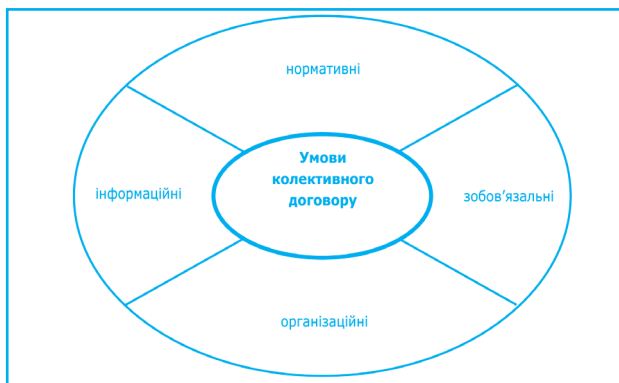 нормативні
Умови
колективного
договору
інформаційні
зобов’язальні
організаційні